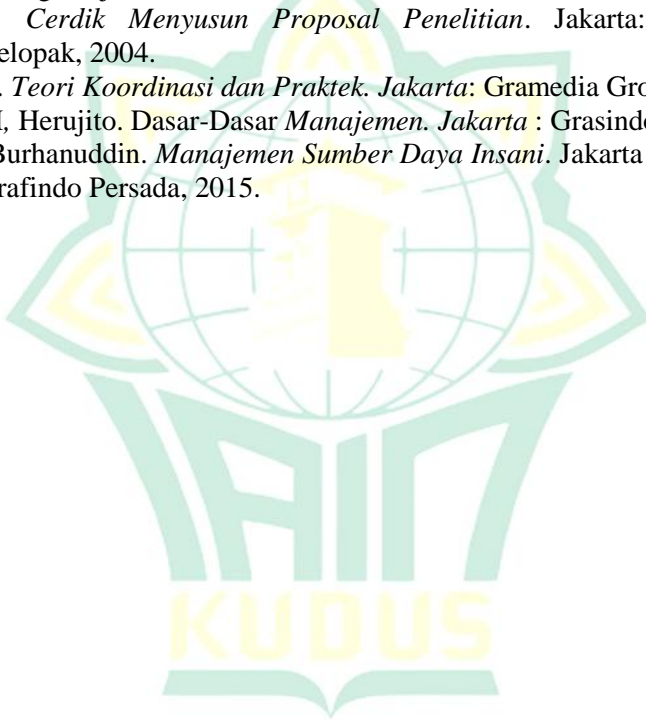 Cerdik Menyusun Proposal Penelitian. Jakarta:
elopak, 2004.
. Teori Koordinasi dan Praktek. Jakarta: Gramedia Gro
, Herujito. Dasar-Dasar Manajemen. Jakarta : Grasind
Burhanuddin. Manajemen Sumber Daya Insani. Jakarta
rafindo Persada, 2015.
IAIN
KUDUS